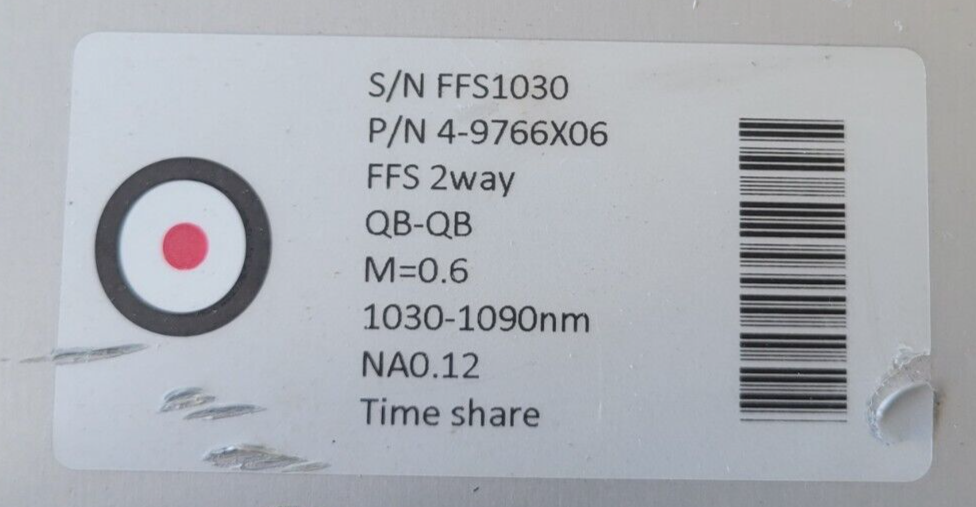 S/N FFS1030
P/N 4-9766X06
FFS 2way
QB-QB
M=0.6
1030-1090nm
NA0.12
Time share